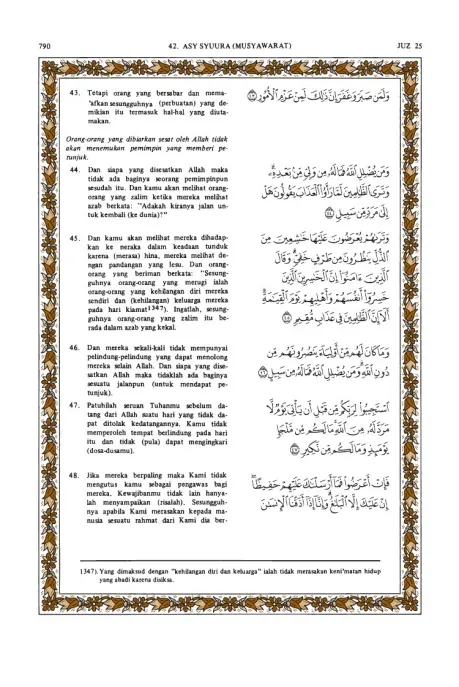 790
42. ASY SYUURA (MUSYAWARAT)
JUZ 25
43. Tetapi orang yang bersabar dan mema-
'afkan sesungguhnya (perbuatan) yang de-
mikian itu termasuk hal-hal yang diuta-
makan.
وَلَمَن صَبَرَ وَغَفَرَ إِنَّ ذَٰلِكَ لَمِنْ عَزْمِ الْأُمُورِ
Orang-orang yang dibiarkan sesat oleh Allah tidak
akan menemukan pemimpin yang memberi pe-
tunjuk.
44. Dan siapa yang disesatkan Allah maka
tidak ada baginya seorang pemimpinpun
sesudah itu. Dan kamu akan melihat orang-
orang yang zalim ketika mereka melihat
azab berkata: "Adakah kiranya jalan un-
tuk kembali (ke dunia)?"
وَمَن يُضْلِلِ اللَّهُ فَمَا لَهُ مِن وَلِيٍّ مِّن بَعْدِهِ
وَتَرَى الظَّالِمِينَ لَمَّا رَأَوُا الْعَذَابَ يَقُولُونَ هَلْ
إِلَىٰ مَرَدٍّ مِّن سَبِيلٍ
45. Dan kamu akan melihat mereka dihadap-
kan ke neraka dalam keadaan tunduk
karena (merasa) hina, mereka melihat de-
ngan pandangan yang lesu. Dan orang-
orang yang beriman berkata: "Sesung-
guhnya orang-orang yang merugi ialah
orang-orang yang kehilangan diri mereka
sendiri dan (kehilangan) keluarga mereka
pada hari kiamat1347). Ingatlah, sesung-
guhnya orang-orang yang zalim itu be-
rada dalam azab yang kekal.
وَتَرَاهُمْ يُعْرَضُونَ عَلَيْهَا خَاشِعِينَ مِنَ
الذُّلِّ يَنظُرُونَ مِن طَرْفٍ خَفِيٍّ وَقَالَ
الَّذِينَ ءَامَنُوا إِنَّ الْخَاسِرِينَ الَّذِينَ
خَسِرُوا أَنفُسَهُمْ وَأَهْلِيهِمْ يَوْمَ الْقِيَامَةِ
أَلَا إِنَّ الظَّالِمِينَ فِي عَذَابٍ مُّقِيمٍ
46. Dan mereka sekali-kali tidak mempunyai
pelindung-pelindung yang dapat menolong
mereka selain Allah. Dan siapa yang dise-
satkan Allah maka tidaklah ada baginya
sesuatu jalanpun (untuk mendapat pe-
tunjuk).
وَمَا كَانَ لَهُم مِّنْ أَوْلِيَاءَ يَنصُرُونَهُم مِّن
دُونِ اللَّهِ وَمَن يُضْلِلِ اللَّهُ فَمَا لَهُ مِن سَبِيلٍ
47. Patuhilah seruan Tuhanmu sebelum da-
tang dari Allah suatu hari yang tidak da-
pat ditolak kedatangannya. Kamu tidak
memperoleh tempat berlindung pada hari
itu dan tidak (pula) dapat mengingkari
(dosa-dosamu).
اسْتَجِيبُوا لِرَبِّكُم مِّن قَبْلِ أَن يَأْتِيَ يَوْمٌ لَّا
مَرَدَّ لَهُ مِنَ اللَّهِ مَا لَكُم مِّن مَّلْجَإٍ
يَوْمَئِذٍ وَمَا لَكُم مِّن نَّكِيرٍ
48. Jika mereka berpaling maka Kami tidak
mengutus kamu sebagai pengawas bagi
mereka. Kewajibanmu tidak lain hanya-
lah menyampaikan (risalah). Sesungguh-
nya apabila Kami merasakan kepada ma-
nusia sesuatu rahmat dari Kami dia ber-
فَإِنْ أَعْرَضُوا فَمَا أَرْسَلْنَاكَ عَلَيْهِمْ حَفِيظًا
إِنْ عَلَيْكَ إِلَّا الْبَلَاغُ وَإِنَّا إِذَا أَذَقْنَا الْإِنسَانَ
1347). Yang dimaksud dengan "kehilangan diri dan keluarga" ialah tidak merasakan keni'matan hidup
yang abadi karena disiksa.